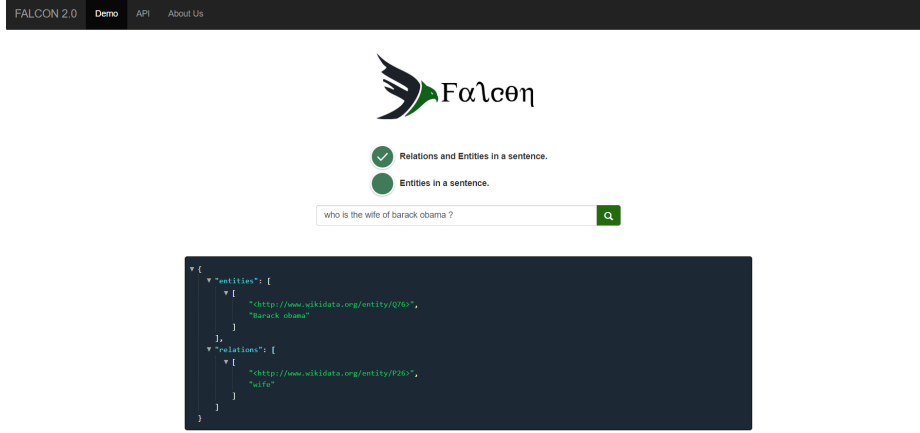 FALCON 2.0 Demo API About Us
Fαlcθη
Relations and Entities in a sentence.
Entities in a sentence.
who is the wife of barack obama ?
{
"entities": [
[
"<http://www.wikidata.org/entity/Q76>",
"Barack obama"
]
],
"relations": [
[
"<http://www.wikidata.org/entity/P26>",
"wife"
]
]
}